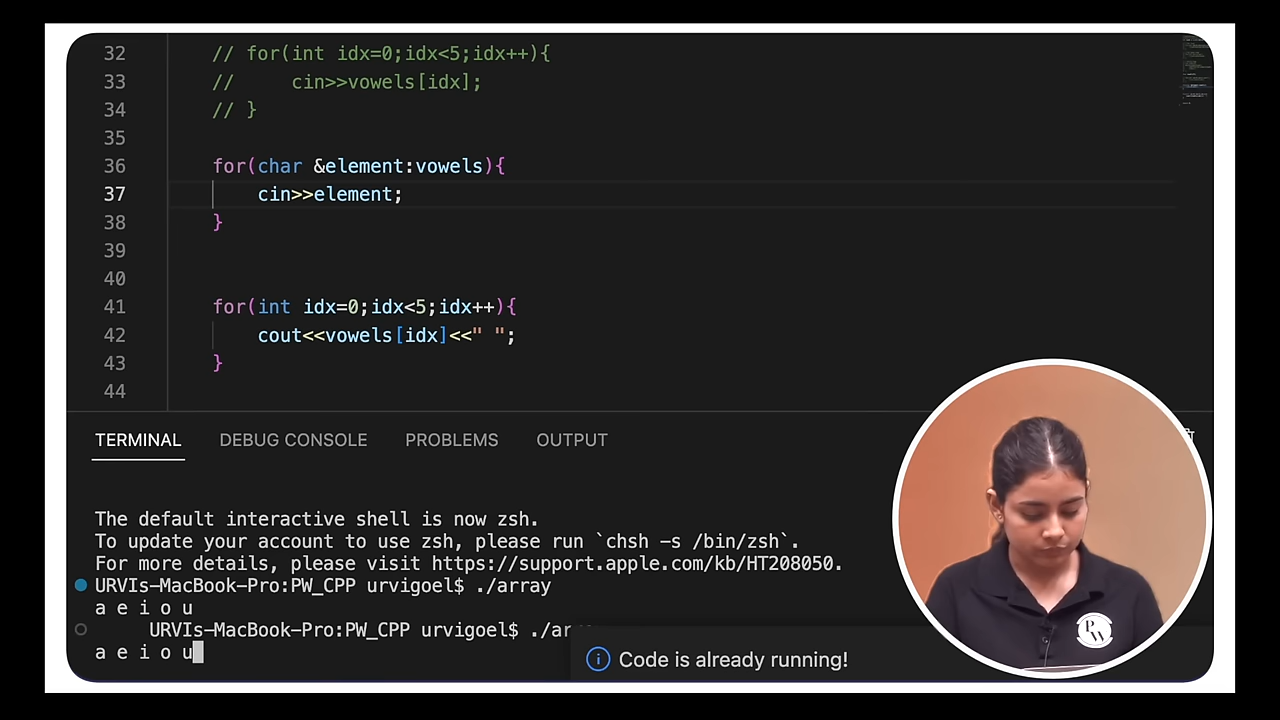 32 // for(int idx=0;idx<5;idx++){
33 //     cin>>vowels[idx];
34 // }
35
36 for(char &element:vowels){
37     cin>>element;
38 }
39
40
41 for(int idx=0;idx<5;idx++){
42     cout<<vowels[idx]<<" ";
43 }
44
TERMINAL DEBUG CONSOLE PROBLEMS OUTPUT
The default interactive shell is now zsh.
To update your account to use zsh, please run `chsh -s /bin/zsh`.
For more details, please visit https://support.apple.com/kb/HT208050.
URVIs-MacBook-Pro:PW_CPP urvigoel$ ./array
a e i o u
URVIs-MacBook-Pro:PW_CPP urvigoel$
a e i o u
Code is already running!
PW